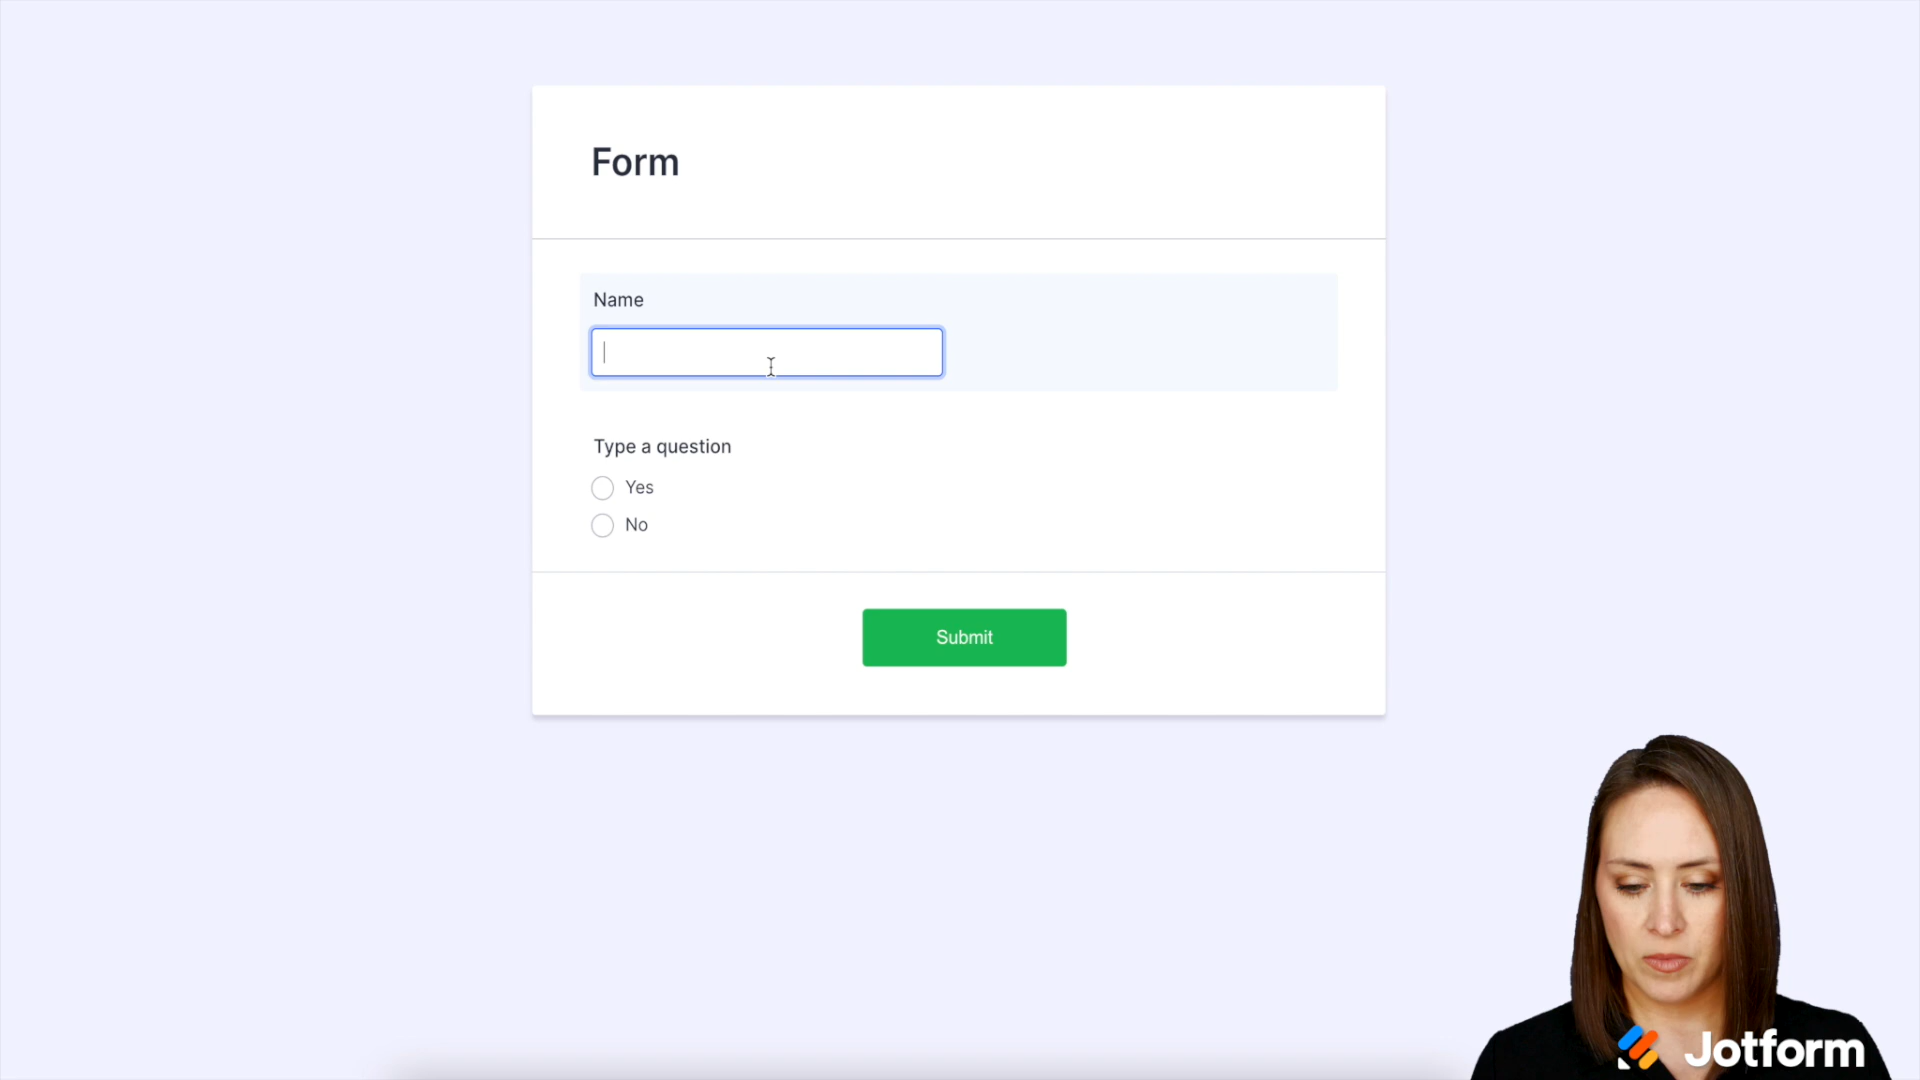 Form
Name
Type a question
Yes
No
Submit
Jotform